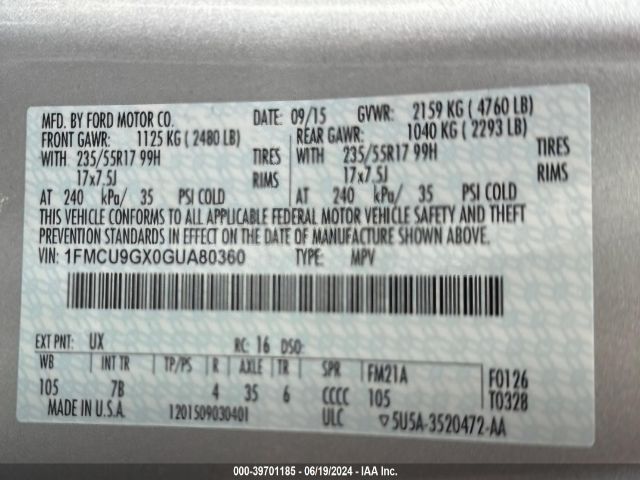 MFD. BY FORD MOTOR CO. DATE: 09/15 GVWR: 2159 KG ( 4760 LB)
FRONT GAWR: 1125 KG ( 2480 LB) REAR GAWR: 1040 KG ( 2293 LB)
WITH 235/55R17 99H TIRES WITH 235/55R17 99H TIRES
17x7.5J RIMS 17x7.5J RIMS
AT 240 kPa/ 35 PSI COLD AT 240 kPa/ 35 PSI COLD
THIS VEHICLE CONFORMS TO ALL APPLICABLE FEDERAL MOTOR VEHICLE SAFETY AND THEFT
PREVENTION STANDARDS IN EFFECT ON THE DATE OF MANUFACTURE SHOWN ABOVE.
VIN: 1FMCU9GX0GUA80360 TYPE: MPV
EXT PNT: UX RC: 16 DSO:
WB INT TR TP/PS R AXLE TR SPR FM21A F0126
105 7B 4 35 6 CCCC 105 T0328
MADE IN U.S.A. 1201509030401 ULC ▽5U5A-3520472-AA
000-39701185 - 06/19/2024 - IAA Inc.